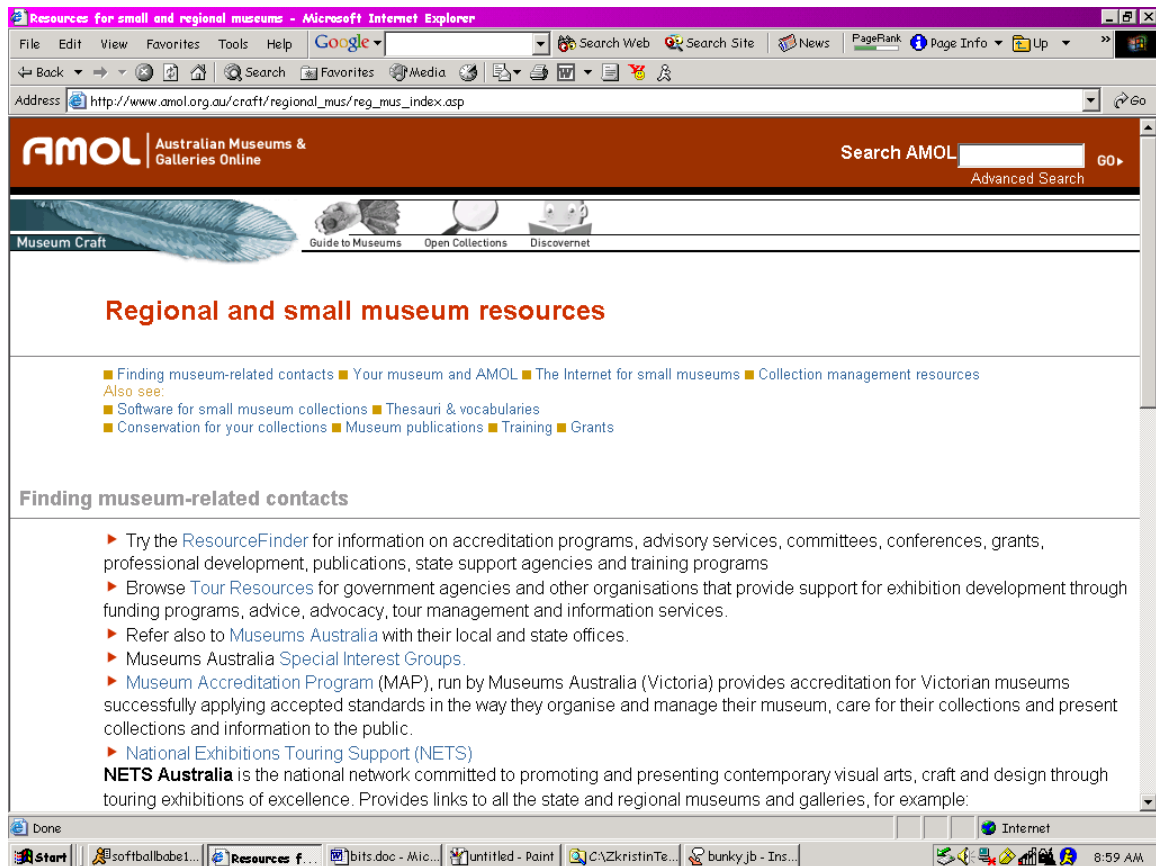 Resources for small and regional museums - Microsoft Internet Explorer
File Edit View Favorites Tools Help Google Search Web Search Site News PageRank Page Info Up »
Back Search Favorites Media
Address http://www.amol.org.au/craft/regional_mus/reg_mus_index.asp Go
AMOL Australian Museums &
Galleries Online
Search AMOL GO
Advanced Search
Museum Craft Guide to Museums Open Collections Discovernet
Regional and small museum resources
Finding museum-related contacts Your museum and AMOL The Internet for small museums Collection management resources
Also see:
Software for small museum collections Thesauri & vocabularies
Conservation for your collections Museum publications Training Grants
Finding museum-related contacts
Try the ResourceFinder for information on accreditation programs, advisory services, committees, conferences, grants,
professional development, publications, state support agencies and training programs
Browse Tour Resources for government agencies and other organisations that provide support for exhibition development through
funding programs, advice, advocacy, tour management and information services.
Refer also to Museums Australia with their local and state offices.
Museums Australia Special Interest Groups.
Museum Accreditation Program (MAP), run by Museums Australia (Victoria) provides accreditation for Victorian museums
successfully applying accepted standards in the way they organise and manage their museum, care for their collections and present
collections and information to the public.
National Exhibitions Touring Support (NETS)
NETS Australia is the national network committed to promoting and presenting contemporary visual arts, craft and design through
touring exhibitions of excellence. Provides links to all the state and regional museums and galleries, for example:
Done Internet
Start softballbabe1... Resources f... bits.doc - Mic... untitled - Paint C:\ZkristinTe... bunky.jb - Ins... 8:59 AM